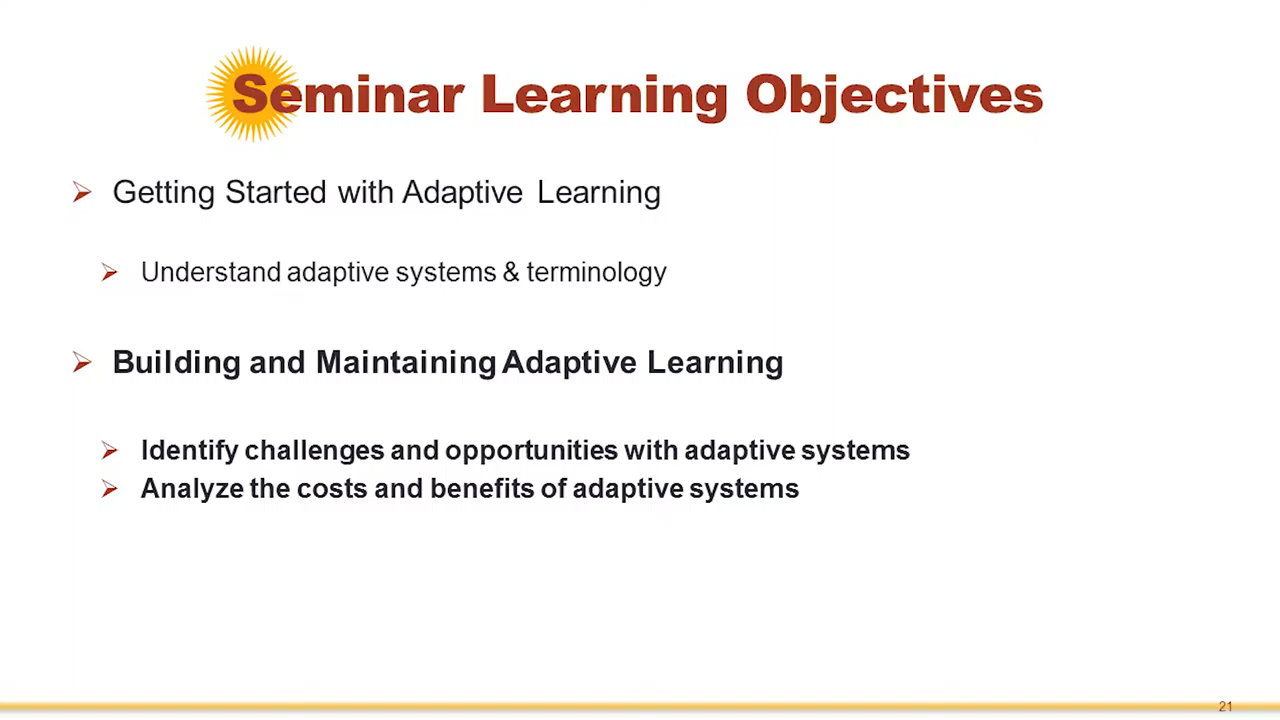 Seminar Learning Objectives
Getting Started with Adaptive Learning
Understand adaptive systems & terminology
Building and Maintaining Adaptive Learning
Identify challenges and opportunities with adaptive systems
Analyze the costs and benefits of adaptive systems
21